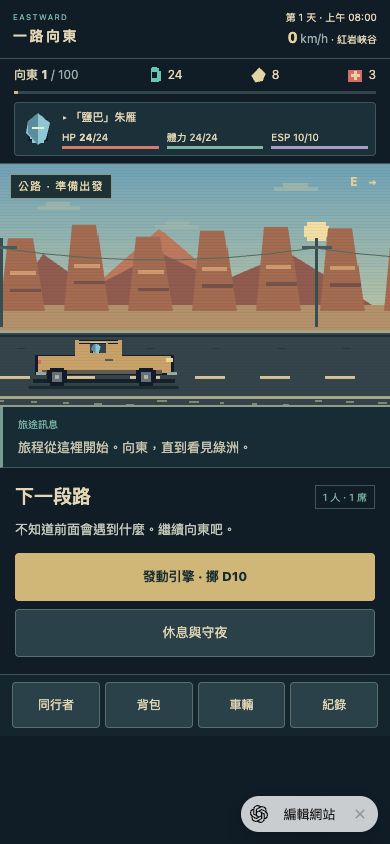 EASTWARD
一路向東
第 1 天 · 上午 08:00
0 km/h · 紅岩峽谷
向東 1 / 100
24
8
3
▸ 「鹽巴」朱雁
HP 24/24
體力 24/24
ESP 10/10
公路 · 準備出發
E →
旅途訊息
旅程從這裡開始。向東，直到看見綠洲。
下一段路
1 人 · 1 席
不知道前面會遇到什麼。繼續向東吧。
發動引擎 · 擲 D10
休息與守夜
同行者
背包
車輛
紀錄
編輯網站